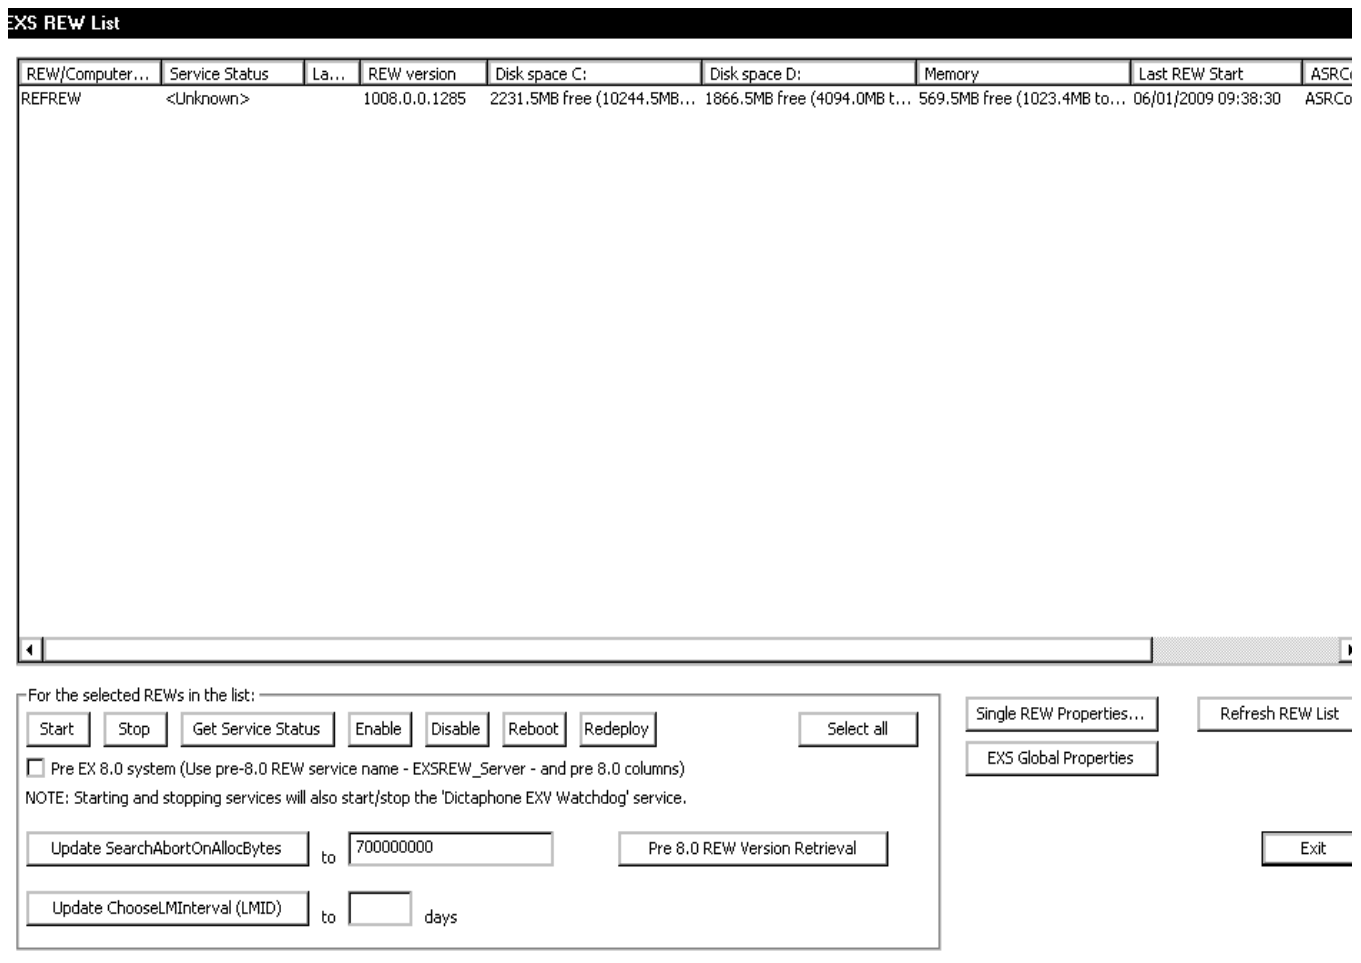 EXS REW List
REW/Computer... Service Status La... REW version Disk space C: Disk space D: Memory Last REW Start ASRCo
REFREW <Unknown> 1008.0.0.1285 2231.5MB free (10244.5MB... 1866.5MB free (4094.0MB t... 569.5MB free (1023.4MB to... 06/01/2009 09:38:30 ASRCo
For the selected REWs in the list:
Start Stop Get Service Status Enable Disable Reboot Redeploy Select all Single REW Properties... Refresh REW List
EXS Global Properties
Pre EX 8.0 system (Use pre-8.0 REW service name - EXSREW_Server - and pre 8.0 columns)
NOTE: Starting and stopping services will also start/stop the 'Dictaphone EXV Watchdog' service.
Update SearchAbortOnAllocBytes to 700000000 Pre 8.0 REW Version Retrieval Exit
Update ChooseLMInterval (LMID) to days